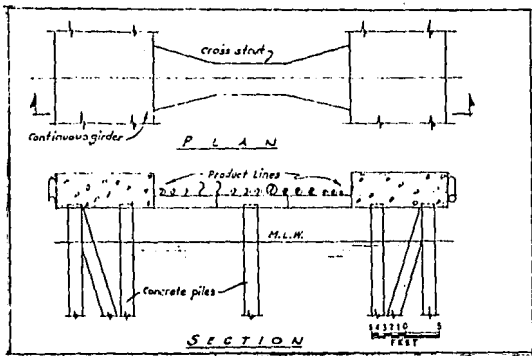 cross strut
continuous girder
PLAN
Product Lines
M.L.W.
Concrete piles
5 4 3 2 1 0 5
FEET
SECTION